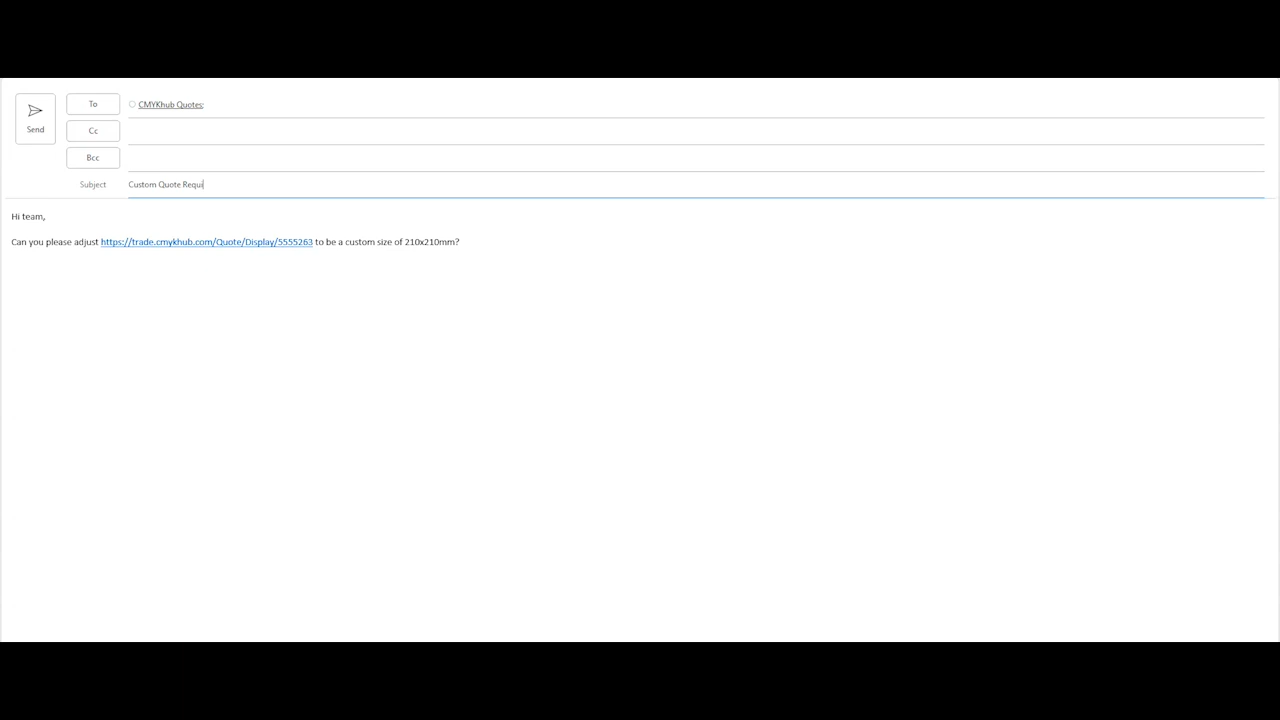 To
CMYKhub Quotes;
Send
Cc
Bcc
Subject
Custom Quote Requi
Hi team,
Can you please adjust https://trade.cmykhub.com/Quote/Display/5555263 to be a custom size of 210x210mm?